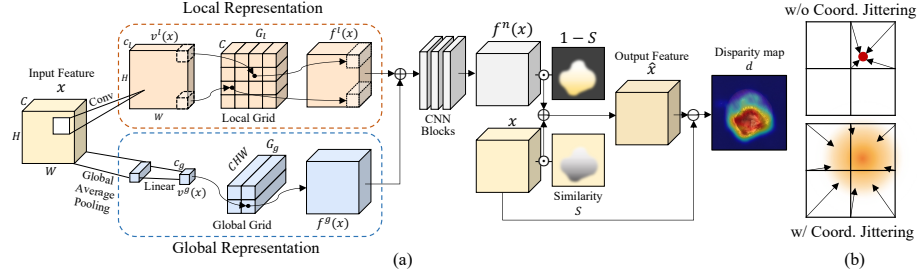 Local Representation
C_l
v^l(x)
G_l
C
f^l(x)
H
W
Local Grid
Input Feature
x
C
H
W
Conv
Global
Average
Pooling
Linear
C_g
v^g(x)
CHW
G_g
Global Grid
f^g(x)
Global Representation
CNN
Blocks
f^n(x)
1 − S
x
Similarity
S
Output Feature
x̂
Disparity map
d
(a)
w/o Coord. Jittering
w/ Coord. Jittering
(b)